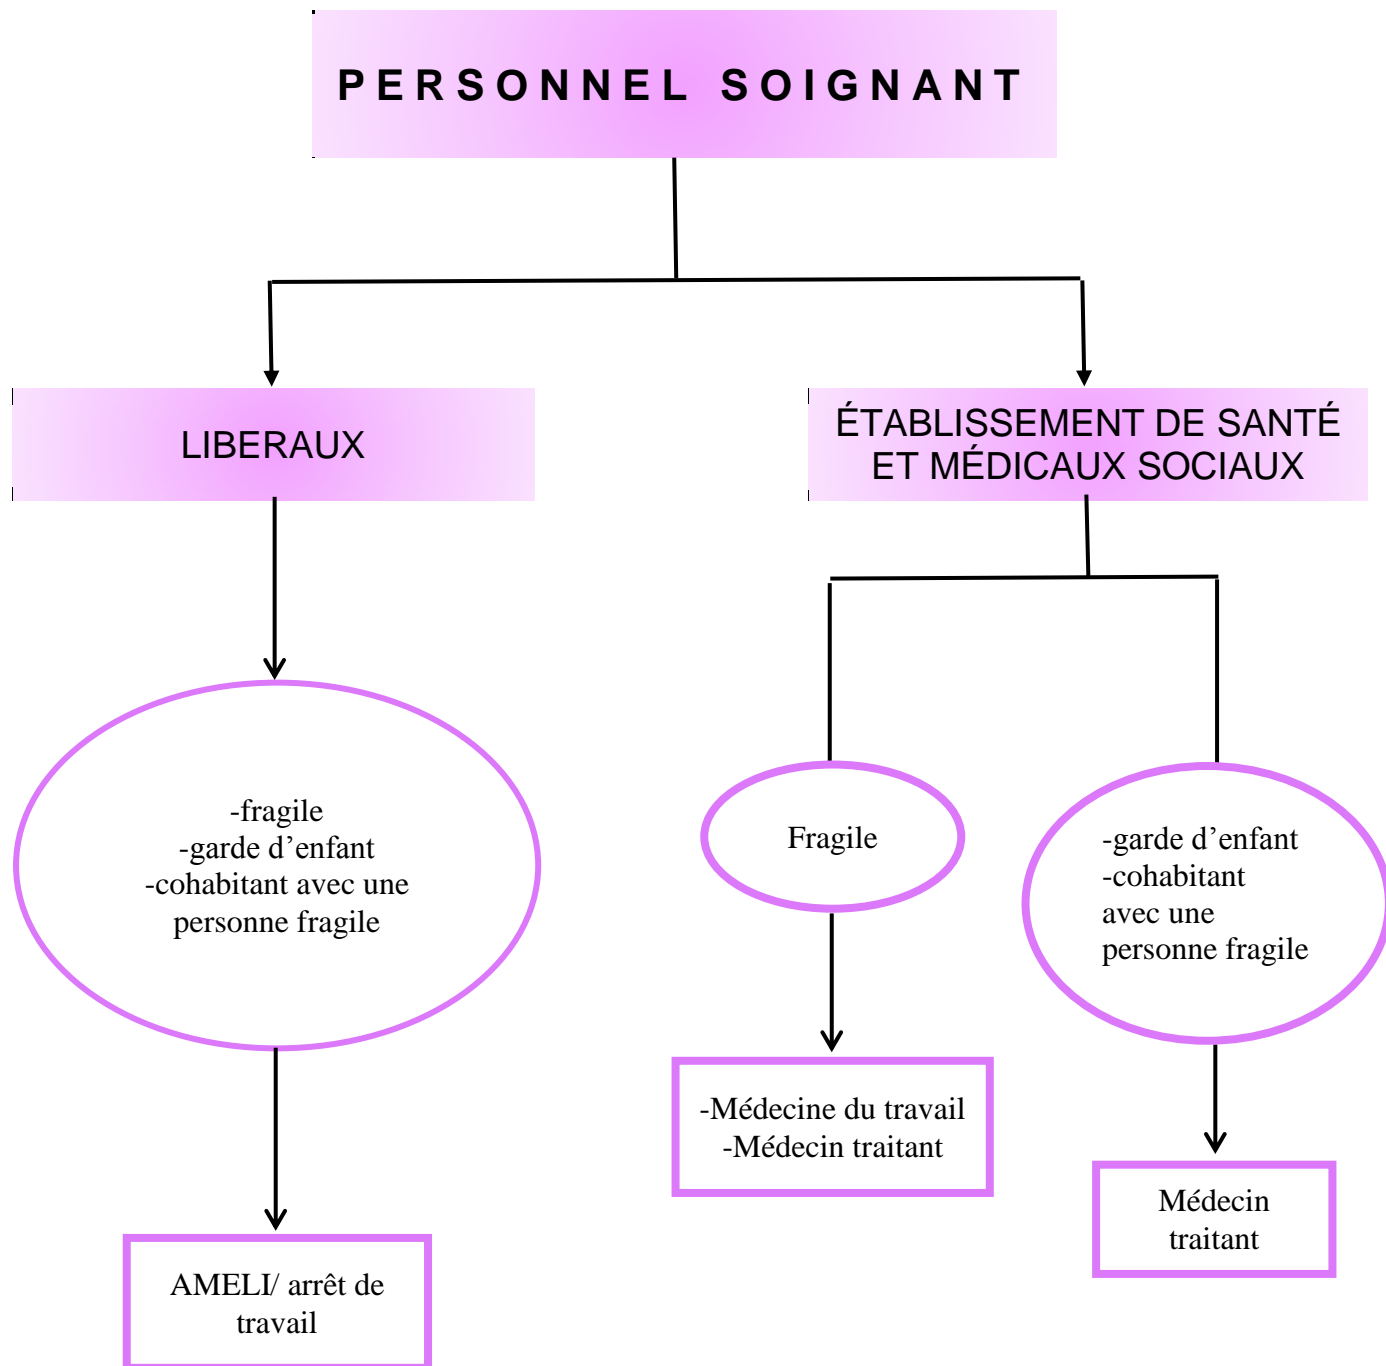 PERSONNEL SOIGNANT
LIBERAUX
ÉTABLISSEMENT DE SANTÉ
ET MÉDICAUX SOCIAUX
-fragile
-garde d’enfant
-cohabitant avec une
personne fragile
Fragile
-garde d’enfant
-cohabitant
avec une
personne fragile
-Médecine du travail
-Médecin traitant
Médecin
traitant
AMELI/ arrêt de
travail